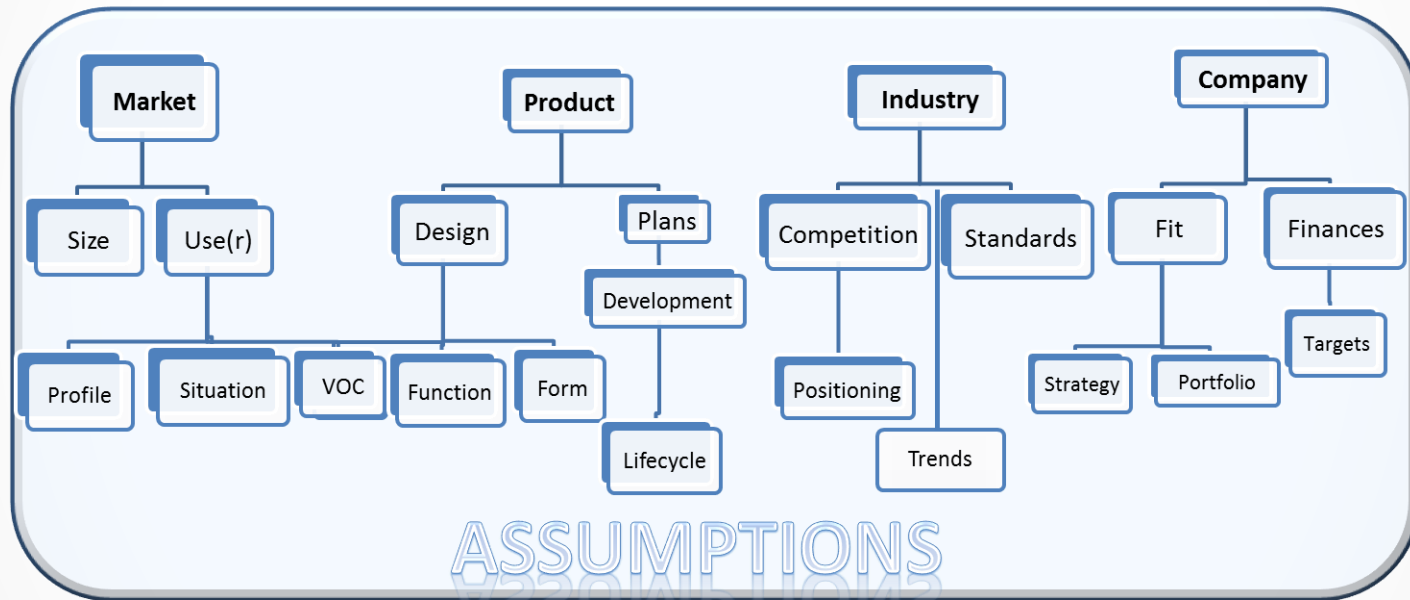 Market
Product
Industry
Company
Size
Use(r)
Design
Plans
Competition
Standards
Fit
Finances
Development
Profile
Situation
VOC
Function
Form
Positioning
Strategy
Portfolio
Targets
Lifecycle
Trends
ASSUMPTIONS